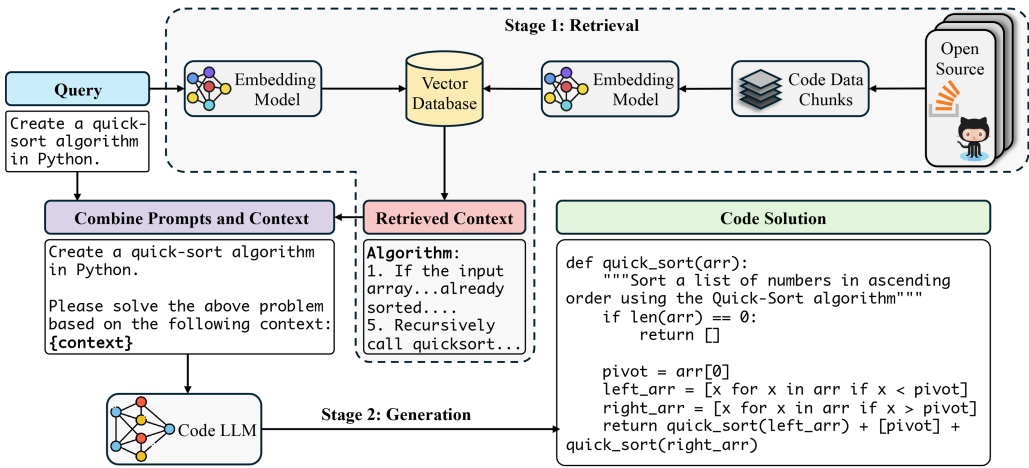 Stage 1: Retrieval
Query
Create a quick-
sort algorithm
in Python.
Embedding
Model
Vector
Database
Embedding
Model
Code Data
Chunks
Open
Source
Combine Prompts and Context
Create a quick-sort algorithm
in Python.
Please solve the above problem
based on the following context:
{context}
Retrieved Context
Algorithm:
1. If the input
array...already
sorted....
5. Recursively
call quicksort...
Code LLM
Stage 2: Generation
Code Solution
def quick_sort(arr):
    """Sort a list of numbers in ascending
order using the Quick-Sort algorithm"""
    if len(arr) == 0:
        return []
    pivot = arr[0]
    left_arr = [x for x in arr if x < pivot]
    right_arr = [x for x in arr if x > pivot]
    return quick_sort(left_arr) + [pivot] +
quick_sort(right_arr)